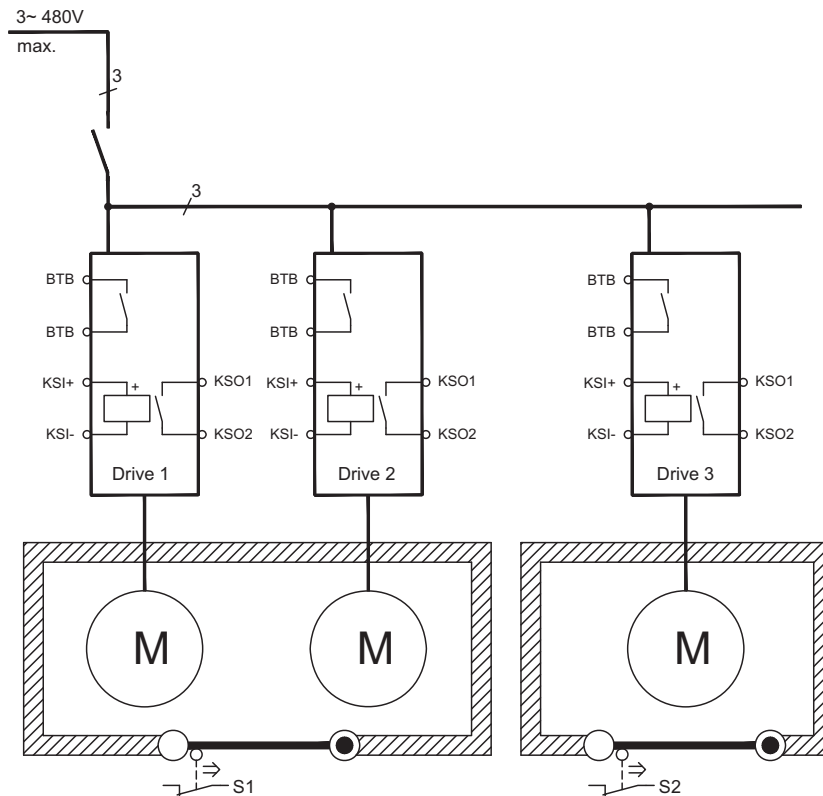 3~ 480V
max.
3
3
BTB
BTB
KSI+
+
KSO1
KSI-
KSO2
Drive 1
BTB
BTB
KSI+
+
KSO1
KSI-
KSO2
Drive 2
BTB
BTB
KSI+
+
KSO1
KSI-
KSO2
Drive 3
M
M
M
S1
S2